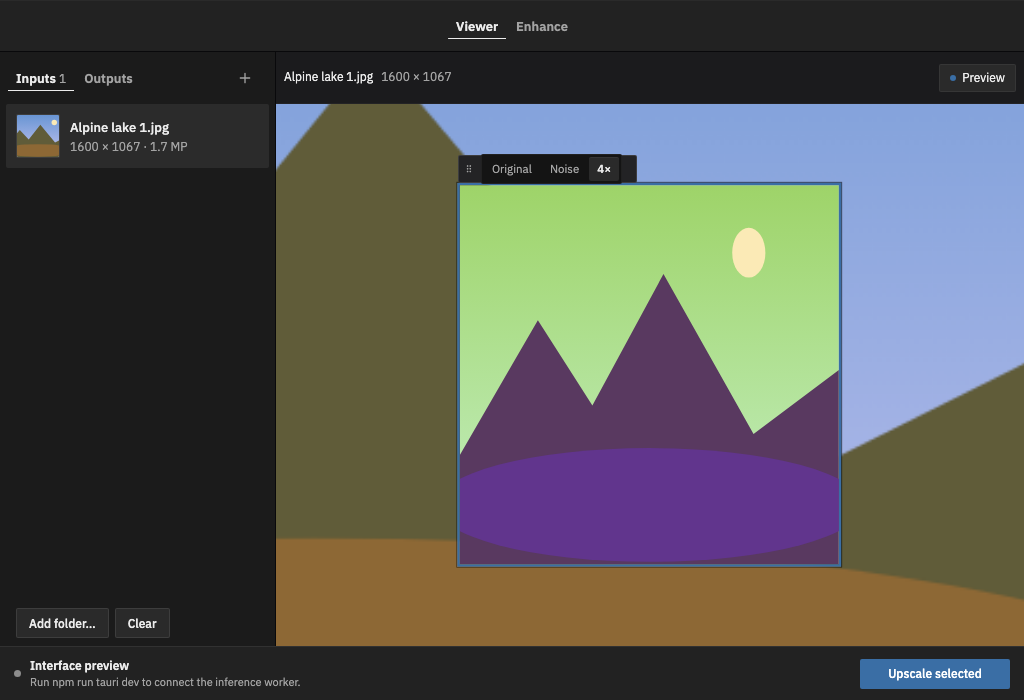 Viewer Enhance
Inputs 1 Outputs +
Alpine lake 1.jpg 1600 × 1067
Preview
Alpine lake 1.jpg
1600 × 1067 · 1.7 MP
Original Noise 4×
Add folder... Clear
Interface preview
Run npm run tauri dev to connect the inference worker.
Upscale selected